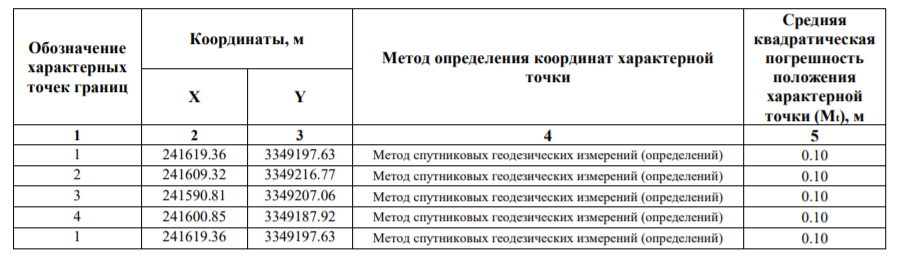 Обозначение характерных точек границ
Координаты, м
X
Y
Метод определения координат характерной точки
Средняя квадратическая погрешность положения характерной точки (Mt), м
1 2 3 4 5
1 241619.36 3349197.63 Метод спутниковых геодезических измерений (определений) 0.10
2 241609.32 3349216.77 Метод спутниковых геодезических измерений (определений) 0.10
3 241590.81 3349207.06 Метод спутниковых геодезических измерений (определений) 0.10
4 241600.85 3349187.92 Метод спутниковых геодезических измерений (определений) 0.10
1 241619.36 3349197.63 Метод спутниковых геодезических измерений (определений) 0.10